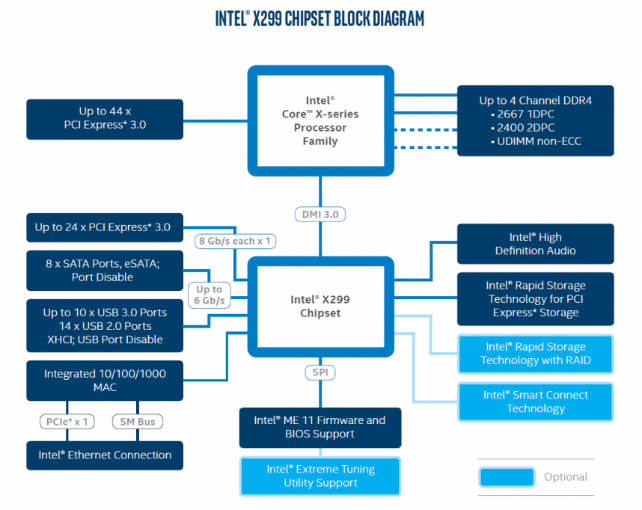 INTEL® X299 CHIPSET BLOCK DIAGRAM
Up to 44 x
PCI Express* 3.0
Intel®
Core™ X-series
Processor
Family
Up to 4 Channel DDR4
• 2667 1DPC
• 2400 2DPC
• UDIMM non-ECC
DMI 3.0
Up to 24 x PCI Express* 3.0
8 Gb/s each x 1
8 x SATA Ports, eSATA;
Port Disable
Up to
6 Gb/s
Up to 10 x USB 3.0 Ports
14 x USB 2.0 Ports
XHCI; USB Port Disable
Integrated 10/100/1000
MAC
PCIe* x 1
SM Bus
Intel® Ethernet Connection
Intel® X299
Chipset
Intel® High
Definition Audio
Intel® Rapid Storage
Technology for PCI
Express* Storage
Intel® Rapid Storage
Technology with RAID
Intel® Smart Connect
Technology
SPI
Intel® ME 11 Firmware and
BIOS Support
Intel® Extreme Tuning
Utility Support
Optional